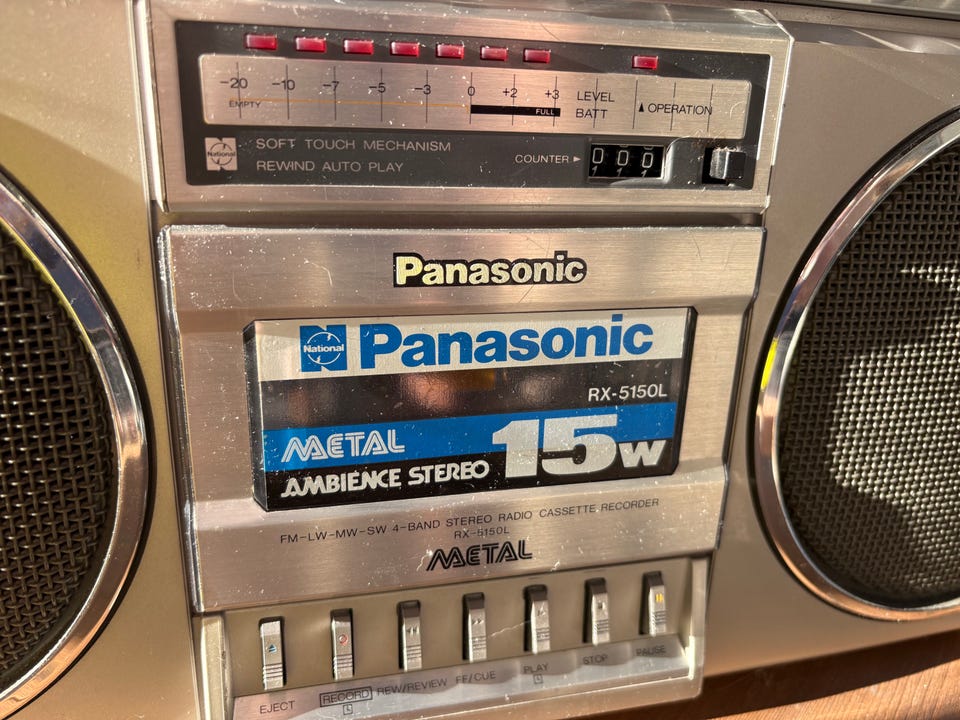 -20 -10 -7 -5 -3 0 +2 +3 LEVEL
EMPTY FULL BATT ▲OPERATION
National SOFT TOUCH MECHANISM
REWIND AUTO PLAY
COUNTER ► 000
Panasonic
National Panasonic
RX-5150L
METAL 15W
AMBIENCE STEREO
FM-LW-MW-SW 4-BAND STEREO RADIO CASSETTE RECORDER
RX-5150L
METAL
EJECT RECORD REW/REVIEW FF/CUE PLAY STOP PAUSE